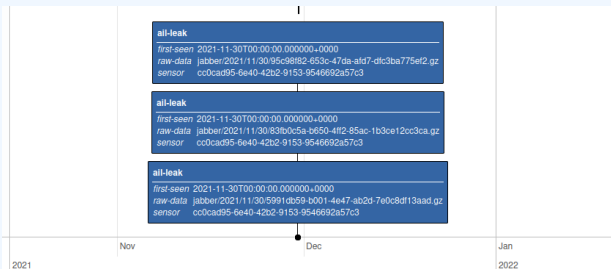 ail-leak
first-seen 2021-11-30T00:00:00.000000+0000
raw-data jabber/2021/11/30/95c98f82-653c-47da-afd7-dfc3ba775ef2.gz
sensor cc0cad95-6e40-42b2-9153-9546692a57c3
ail-leak
first-seen 2021-11-30T00:00:00.000000+0000
raw-data jabber/2021/11/30/83fb0c5a-b650-4ff2-85ac-1b3ce12cc3ca.gz
sensor cc0cad95-6e40-42b2-9153-9546692a57c3
ail-leak
first-seen 2021-11-30T00:00:00.000000+0000
raw-data jabber/2021/11/30/5991db59-b001-4e47-ab2d-7e0c8df13aad.gz
sensor cc0cad95-6e40-42b2-9153-9546692a57c3
Nov Dec Jan
2021 2022